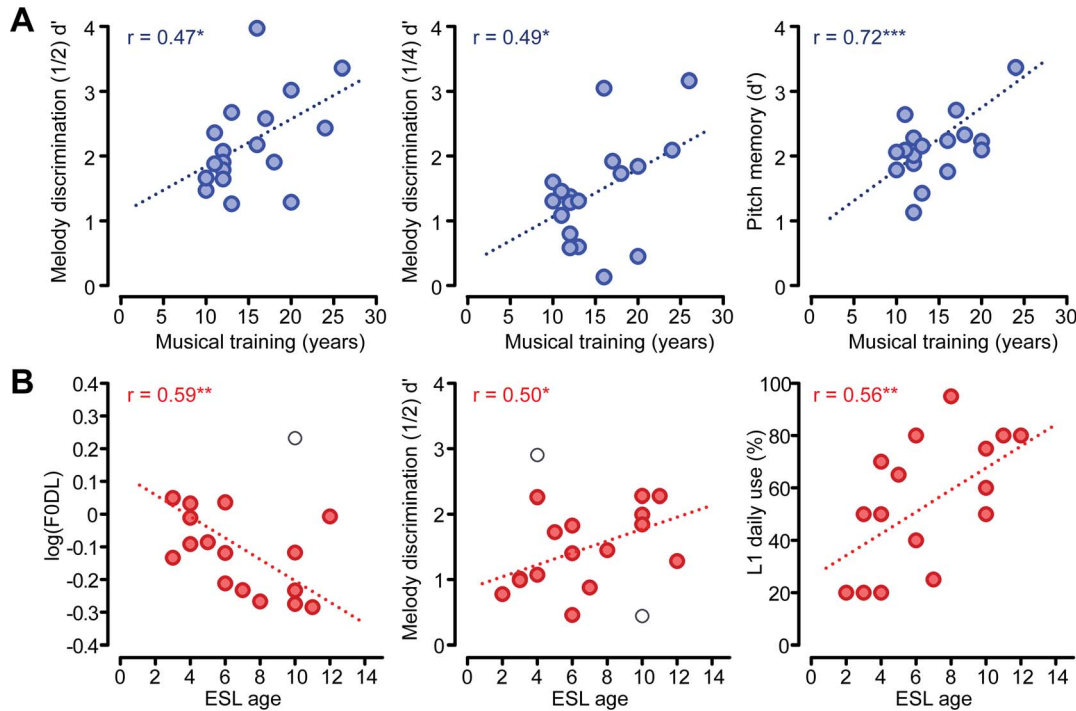 A
r = 0.47*
Melody discrimination (1/2) d'
4
3
2
1
0
0 5 10 15 20 25 30
Musical training (years)
r = 0.49*
Melody discrimination (1/4) d'
4
3
2
1
0
0 5 10 15 20 25 30
Musical training (years)
r = 0.72***
Pitch memory (d')
4
3
2
1
0
0 5 10 15 20 25 30
Musical training (years)
B
r = 0.59**
log(F0DL)
0.4
0.3
0.2
0.1
0
-0.1
-0.2
-0.3
-0.4
0 2 4 6 8 10 12 14
ESL age
r = 0.50*
Melody discrimination (1/2) d'
4
3
2
1
0
0 2 4 6 8 10 12 14
ESL age
r = 0.56**
L1 daily use (%)
100
80
60
40
20
0
0 2 4 6 8 10 12 14
ESL age